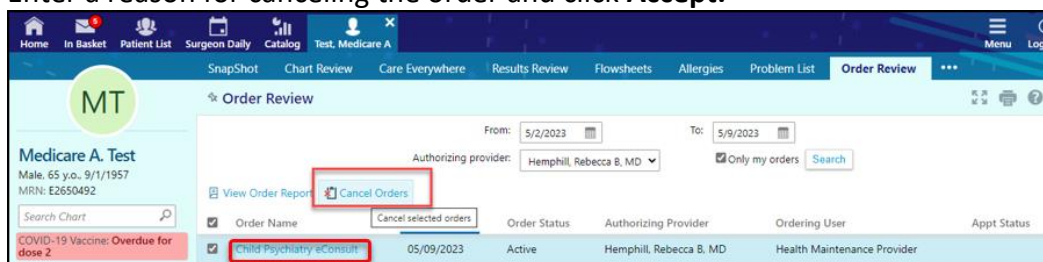 Enter a reason for canceling the order and click Accept.
Home In Basket Patient List Surgeon Daily Catalog Test, Medicare A Menu
SnapShot Chart Review Care Everywhere Results Review Flowsheets Allergies Problem List Order Review
MT
Order Review
From: 5/2/2023 To: 5/9/2023
Medicare A. Test
Authorizing provider: Hemphill, Rebecca B, MD Only my orders Search
Male, 65 y.o., 9/1/1957
MRN: E2650492
View Order Report Cancel Orders
Search Chart
Order Name Cancel selected orders Order Status Authorizing Provider Ordering User Appt Status
COVID-19 Vaccine: Overdue for dose 2
Child Psychiatry eConsult 05/09/2023 Active Hemphill, Rebecca B, MD Health Maintenance Provider